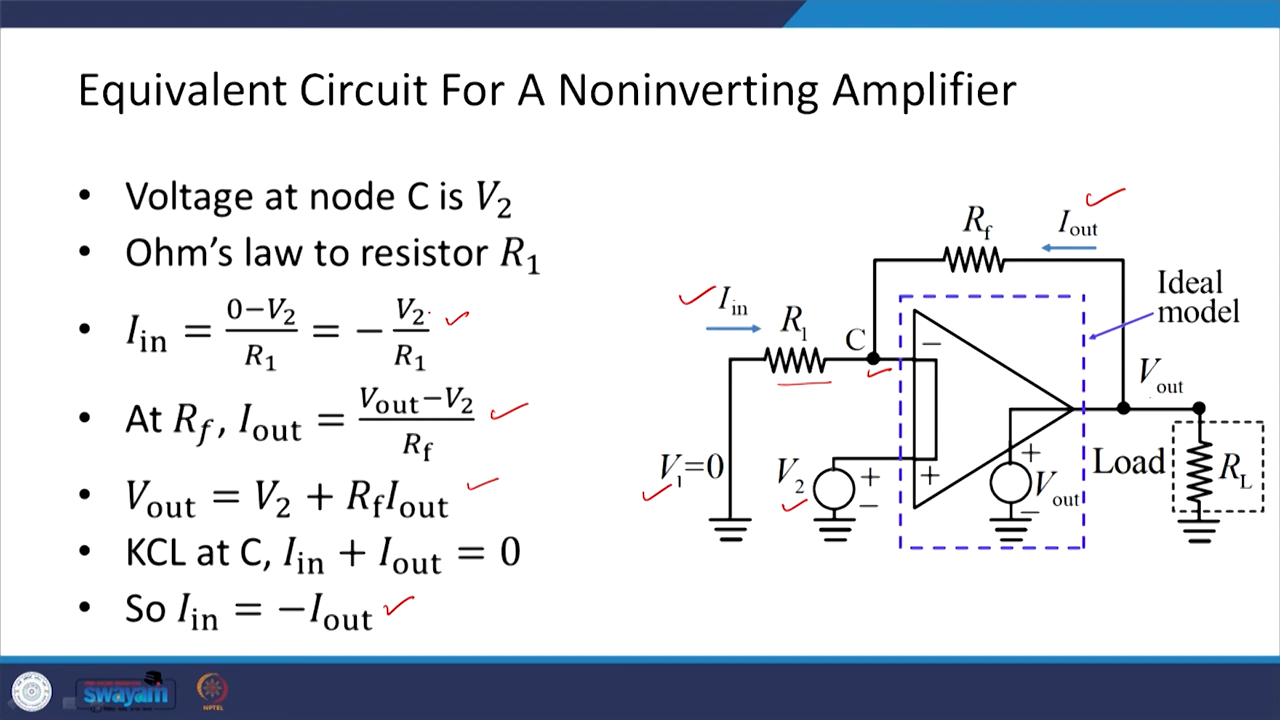 Equivalent Circuit For A Noninverting Amplifier
• Voltage at node C is V₂
• Ohm's law to resistor R₁
• I_in = (0−V₂)/R₁ = −V₂/R₁
• At R_f, I_out = (V_out−V₂)/R_f
• V_out = V₂ + R_f I_out
• KCL at C, I_in + I_out = 0
• So I_in = −I_out
R_f
I_out
Ideal
model
I_in
R₁
C
−
V_out
V₁=0
V₂
+
−
+
+
−
V_out
Load
R_L
swayam
NPTEL